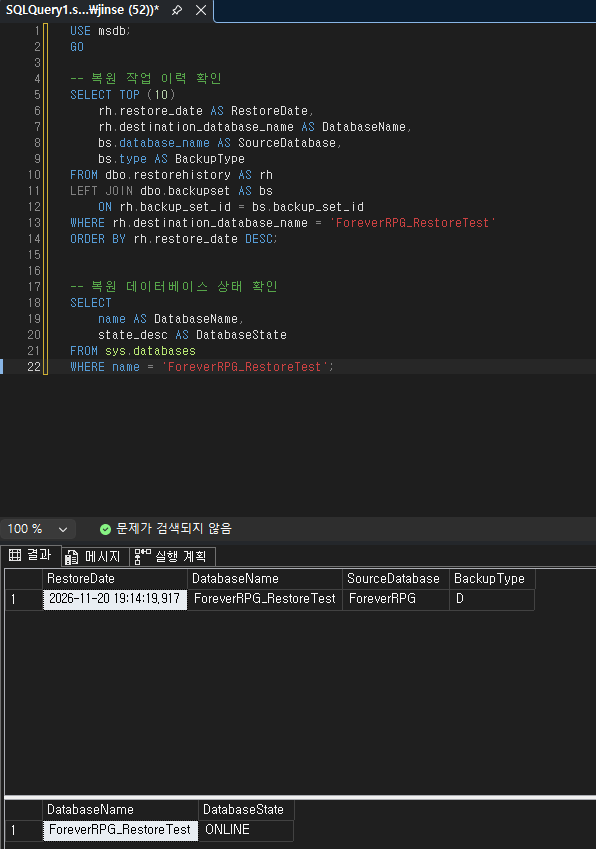 SQLQuery1.s...₩jinse (52))*
1 USE msdb;
2 GO
3
4 -- 복원 작업 이력 확인
5 SELECT TOP (10)
6 rh.restore_date AS RestoreDate,
7 rh.destination_database_name AS DatabaseName,
8 bs.database_name AS SourceDatabase,
9 bs.type AS BackupType
10 FROM dbo.restorehistory AS rh
11 LEFT JOIN dbo.backupset AS bs
12 ON rh.backup_set_id = bs.backup_set_id
13 WHERE rh.destination_database_name = 'ForeverRPG_RestoreTest'
14 ORDER BY rh.restore_date DESC;
15
16
17 -- 복원 데이터베이스 상태 확인
18 SELECT
19 name AS DatabaseName,
20 state_desc AS DatabaseState
21 FROM sys.databases
22 WHERE name = 'ForeverRPG_RestoreTest';
100 % 문제가 검색되지 않음
결과 메시지 실행 계획
RestoreDate DatabaseName SourceDatabase BackupType
1 2026-11-20 19:14:19,917 ForeverRPG_RestoreTest ForeverRPG D
DatabaseName DatabaseState
1 ForeverRPG_RestoreTest ONLINE